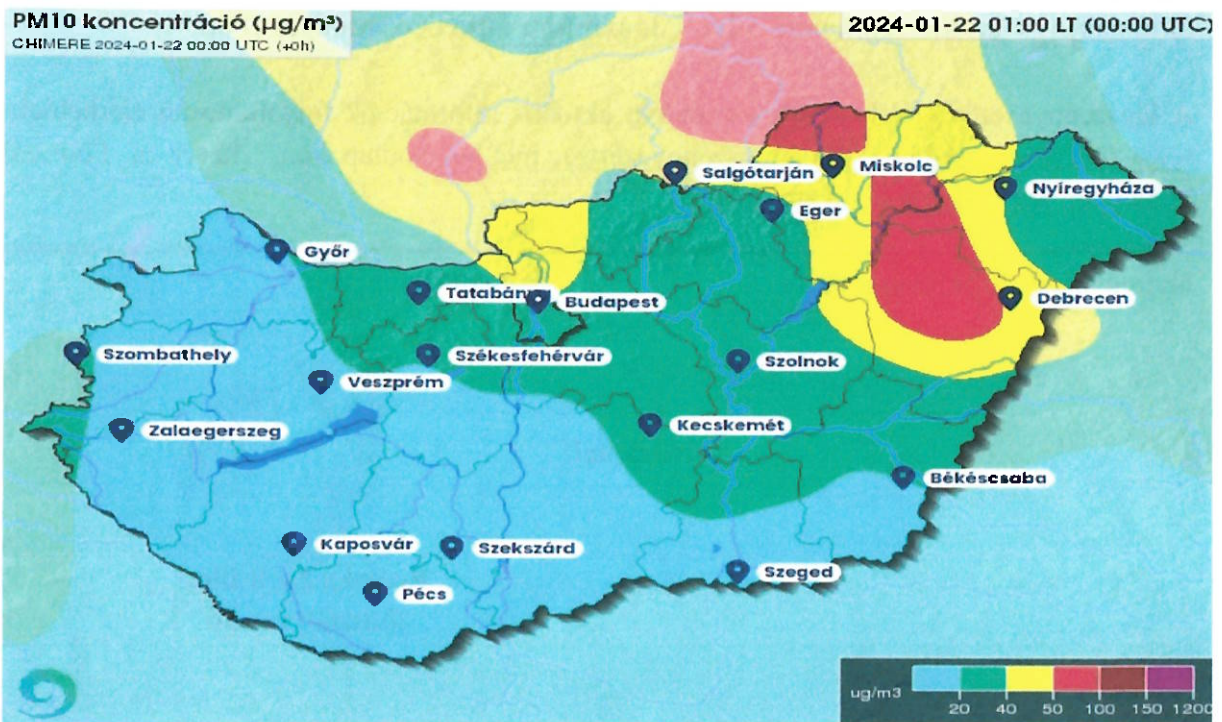 PM10 koncentráció (µg/m³)
CHIMERE 2024-01-22 00:00 UTC (+0h)
2024-01-22 01:00 LT (00:00 UTC)
Salgótarján
Miskolc
Nyíregyháza
Eger
Győr
Tatabán
Budapest
Debrecen
Szombathely
Székesfehérvár
Szolnok
Veszprém
Zalaegerszeg
Kecskemét
Békéscsaba
Kaposvár
Szekszárd
Szeged
Pécs
ug/m3
20 40 50 100 150 1200